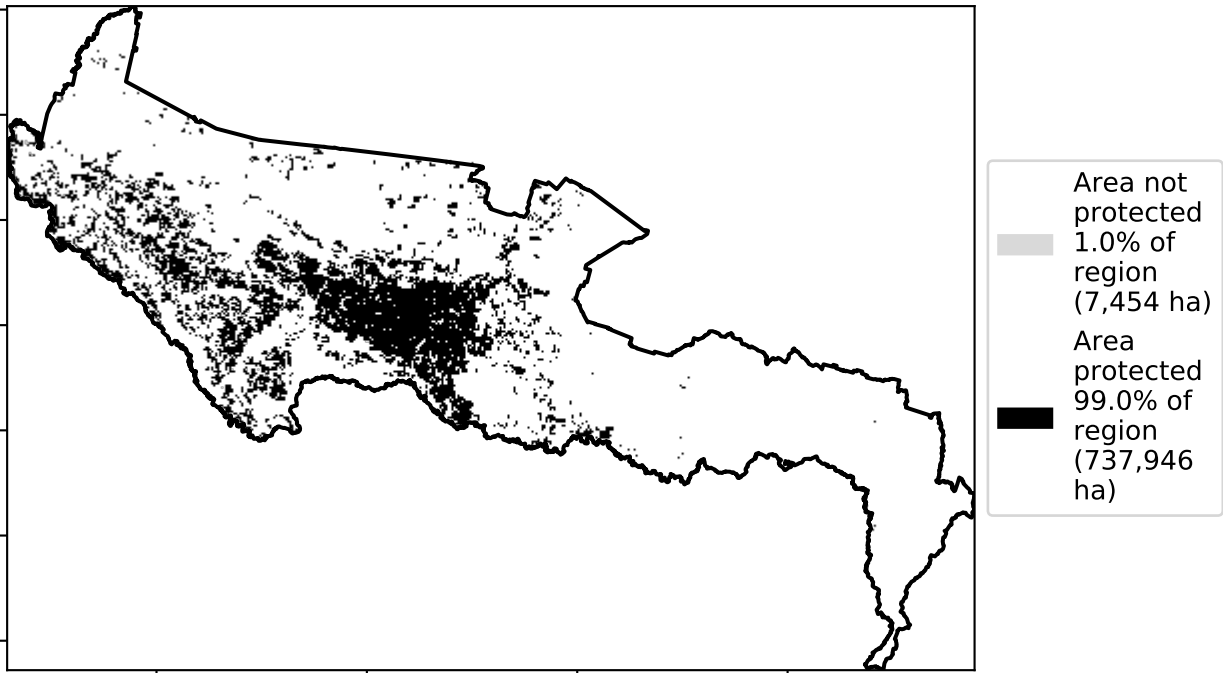 Area not
protected
1.0% of
region
(7,454 ha)
Area
protected
99.0% of
region
(737,946
ha)